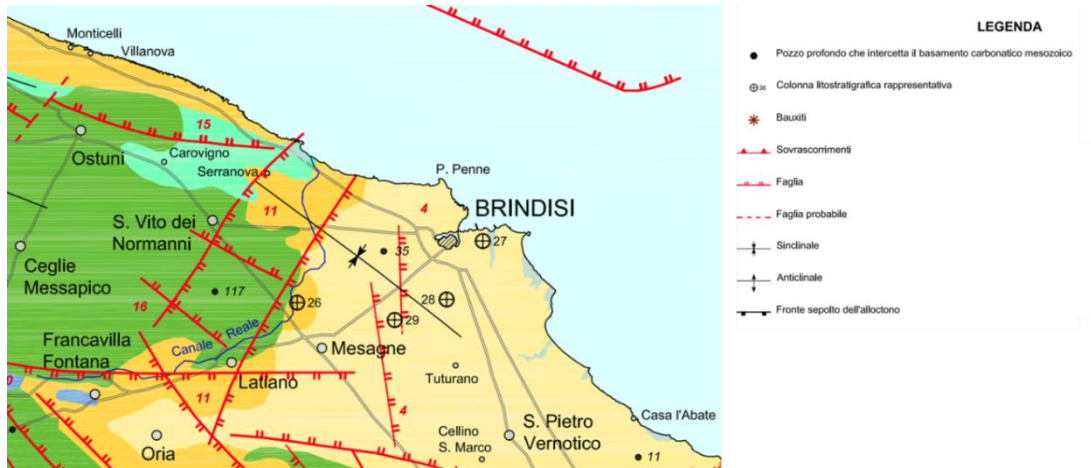 Monticelli
Villanova
15
Ostuni
Carovigno
Serranova
P. Penne
BRINDISI
11
4
S. Vito dei
Normanni
27
35
Ceglie
Messapico
117
26
28
29
16
Canale Reale
Francavilla
Fontana
Mesagne
Latiano
Tuturano
11
4
Casa l'Abate
S. Pietro
Vernotico
Cellino
S. Marco
Oria
11
LEGENDA
Pozzo profondo che intercetta il basamento carbonatico mesozoico
36 Colonna litostratigrafica rappresentativa
Bauxiti
Sovrascorrimenti
Faglia
Faglia probabile
Sinclinale
Anticlinale
Fronte sepolto dell'alloctono